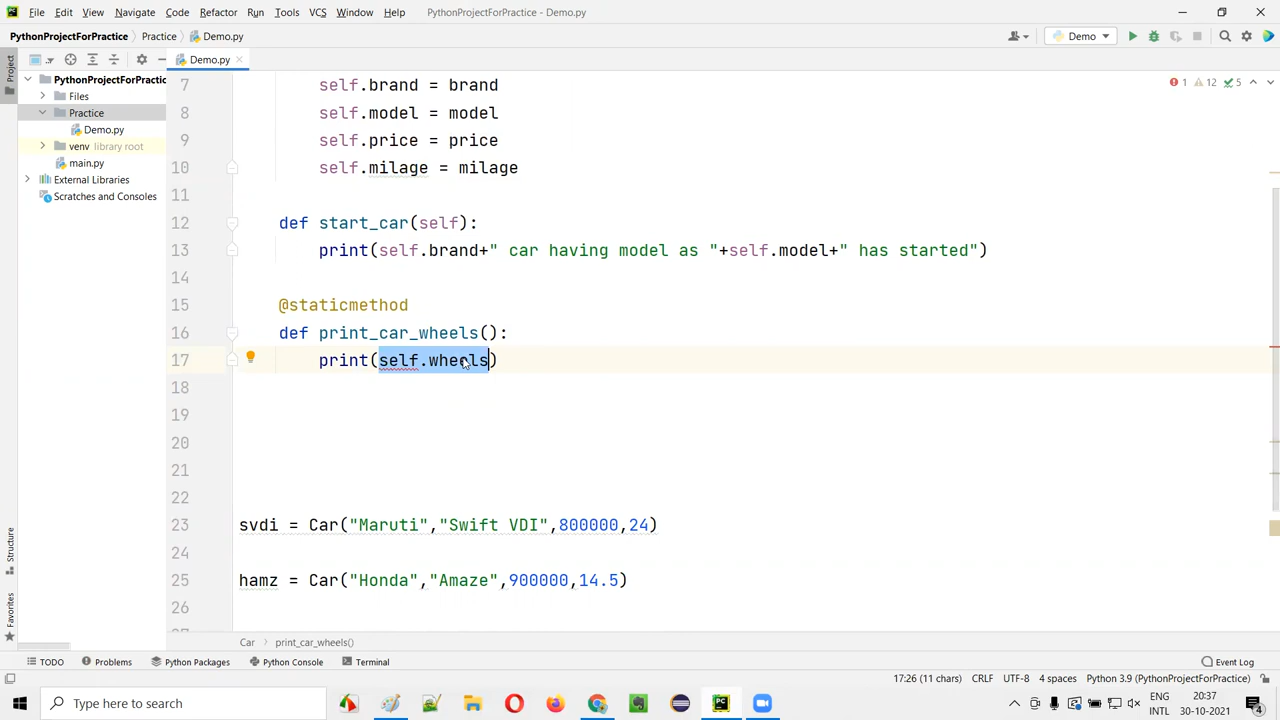 File Edit View Navigate Code Refactor Run Tools VCS Window Help PythonProjectForPractice - Demo.py
PythonProjectForPractice Practice Demo.py Demo
Project Demo.py
PythonProjectForPractic
Files
Practice
Demo.py
venv library root
main.py
External Libraries
Scratches and Consoles
1 12 5
7 self.brand = brand
8 self.model = model
9 self.price = price
10 self.milage = milage
11
12 def start_car(self):
13 print(self.brand+" car having model as "+self.model+" has started")
14
15 @staticmethod
16 def print_car_wheels():
17 print(self.wheels)
18
19
20
21
22
23 svdi = Car("Maruti","Swift VDI",800000,24)
24
25 hamz = Car("Honda","Amaze",900000,14.5)
26
Structure
Favorites
Car print_car_wheels()
TODO Problems Python Packages Python Console Terminal Event Log
17:26 (11 chars) CRLF UTF-8 4 spaces Python 3.9 (PythonProjectForPractice)
Type here to search
PC
ENG
INTL
20:37
30-10-2021
4